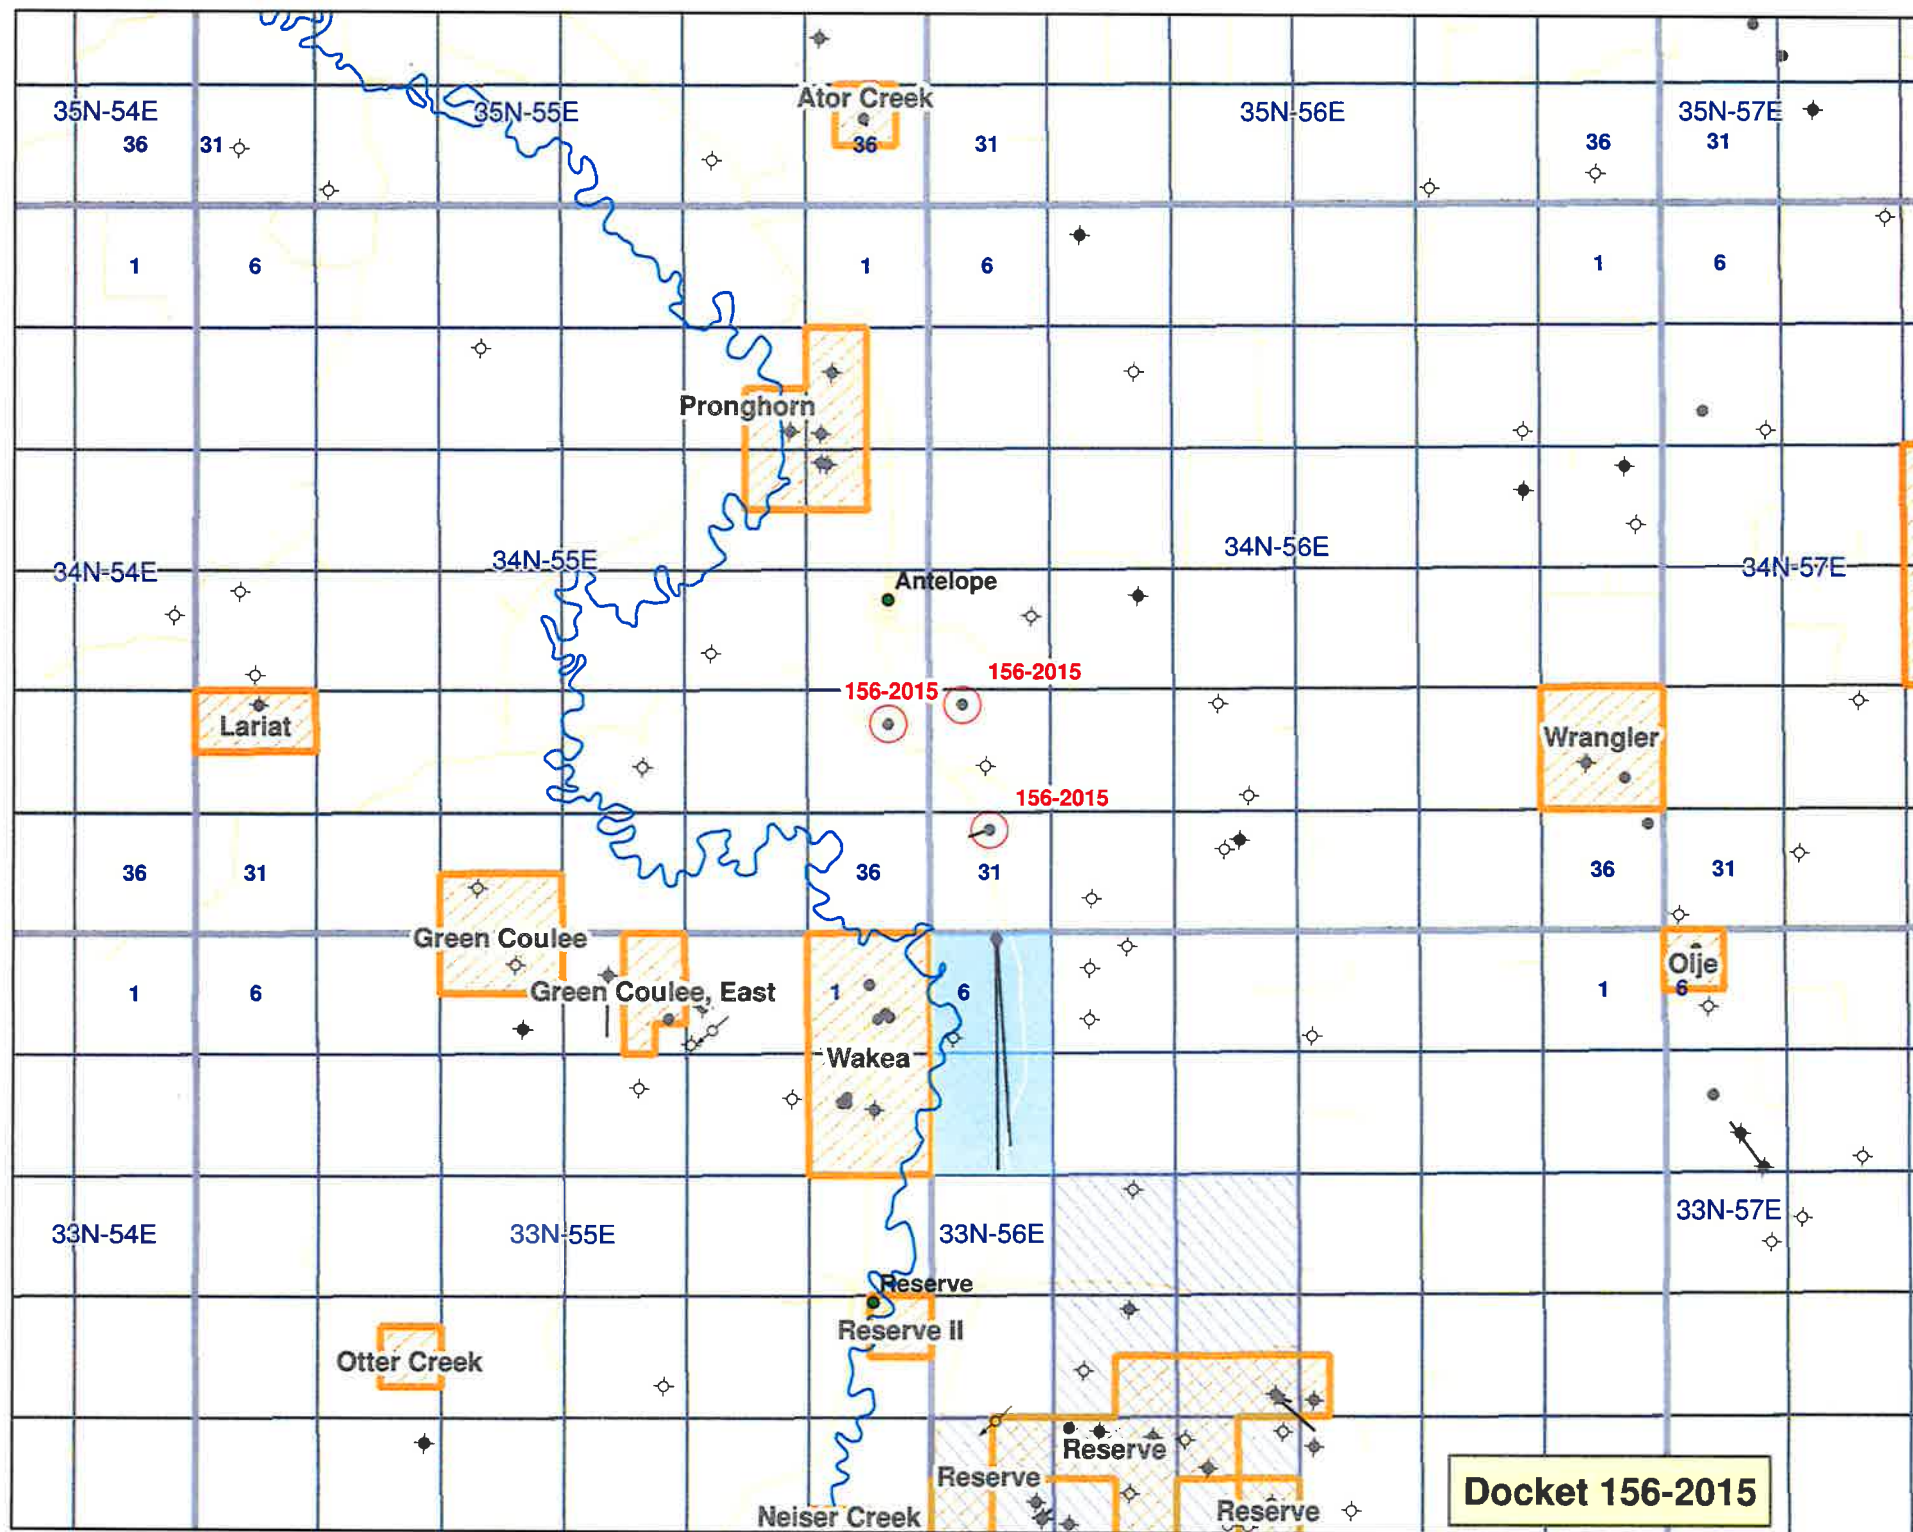 Ator Creek
35N-54E
35N-55E
35N-56E
35N-57E
36
31
36
31
36
31
1
6
1
6
1
6
Pronghorn
34N-54E
34N-55E
34N-56E
34N-57E
Antelope
156-2015
156-2015
Lariat
Wrangler
156-2015
36
31
36
31
36
31
Green Coulee
Oije
Green Coulee, East
1
6
1
6
1
6
Wakea
33N-54E
33N-55E
33N-56E
33N-57E
Reserve
Reserve II
Otter Creek
Reserve
Reserve
Neiser Creek
Reserve
Docket 156-2015